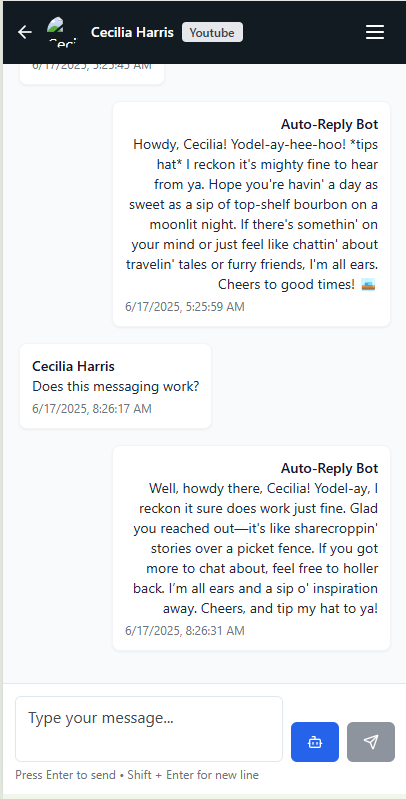 Cecilia Harris Youtube
6/17/2025, 5:25:45 AM
Auto-Reply Bot
Howdy, Cecilia! Yodel-ay-hee-hoo! *tips
hat* I reckon it's mighty fine to hear
from ya. Hope you're havin' a day as
sweet as a sip of top-shelf bourbon on a
moonlit night. If there's somethin' on
your mind or just feel like chattin' about
travelin' tales or furry friends, I'm all ears.
Cheers to good times! 🌅
6/17/2025, 5:25:59 AM
Cecilia Harris
Does this messaging work?
6/17/2025, 8:26:17 AM
Auto-Reply Bot
Well, howdy there, Cecilia! Yodel-ay, I
reckon it sure does work just fine. Glad
you reached out—it's like sharecroppin'
stories over a picket fence. If you got
more to chat about, feel free to holler
back. I'm all ears and a sip o' inspiration
away. Cheers, and tip my hat to ya!
6/17/2025, 8:26:31 AM
Type your message...
Press Enter to send • Shift + Enter for new line